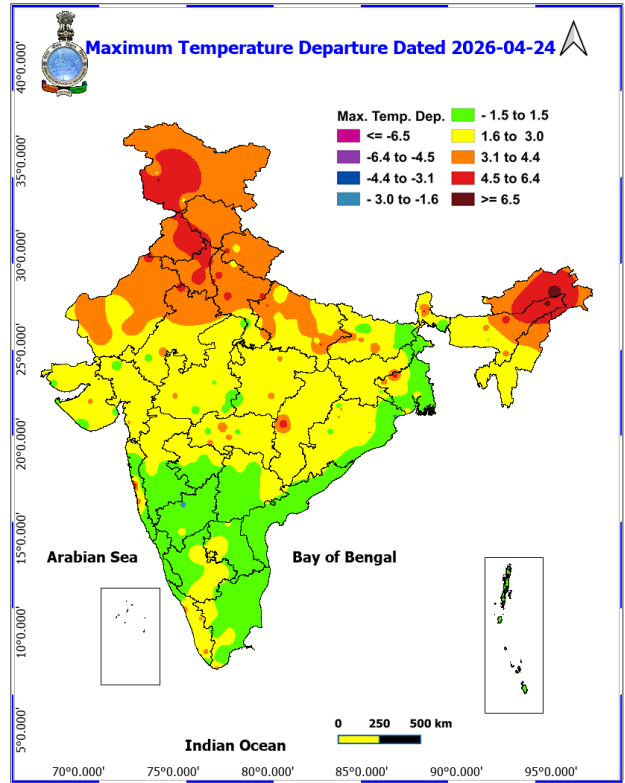 Maximum Temperature Departure Dated 2026-04-24
Max. Temp. Dep.
<= -6.5
-6.4 to -4.5
-4.4 to -3.1
- 3.0 to -1.6
- 1.5 to 1.5
1.6 to 3.0
3.1 to 4.4
4.5 to 6.4
>= 6.5
40°0.000'
35°0.000'
30°0.000'
25°0.000'
20°0.000'
15°0.000'
10°0.000'
5°0.000'
Arabian Sea
Bay of Bengal
Indian Ocean
0 250 500 km
70°0.000' 75°0.000' 80°0.000' 85°0.000' 90°0.000' 95°0.000'